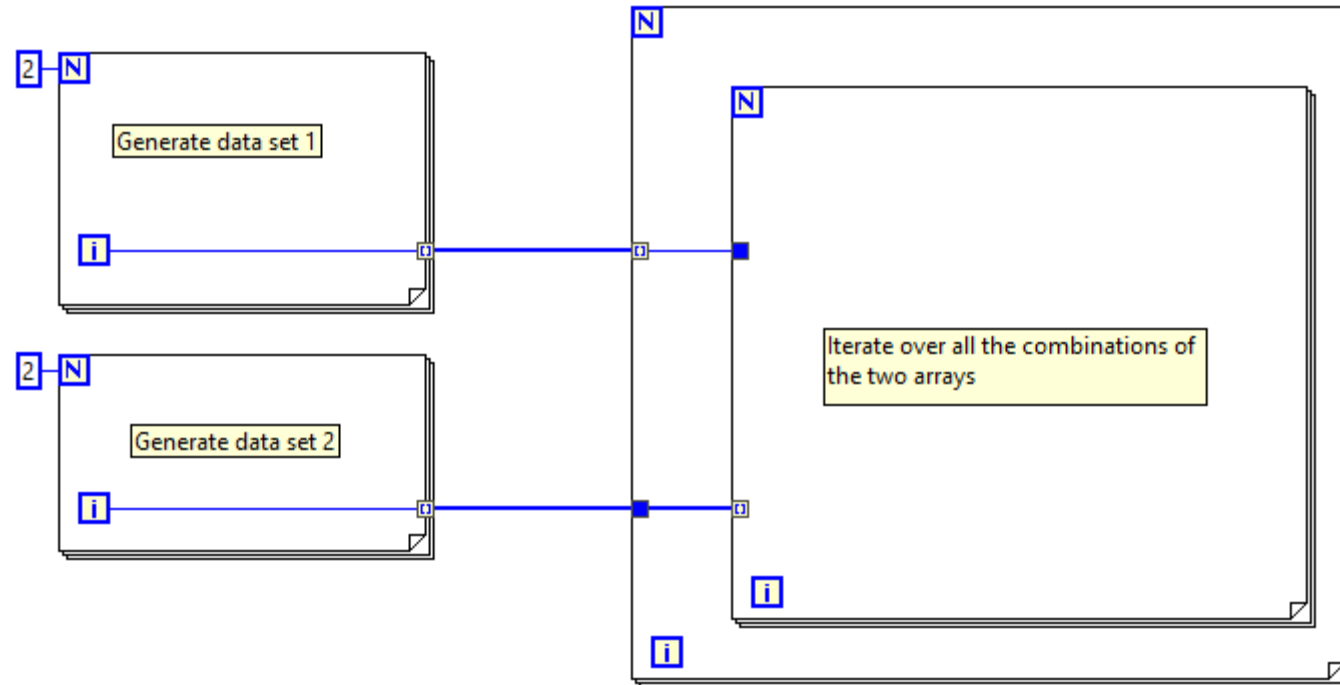 N
2 N
Generate data set 1
i
N
2 N
Generate data set 2
i
Iterate over all the combinations of
the two arrays
i
i